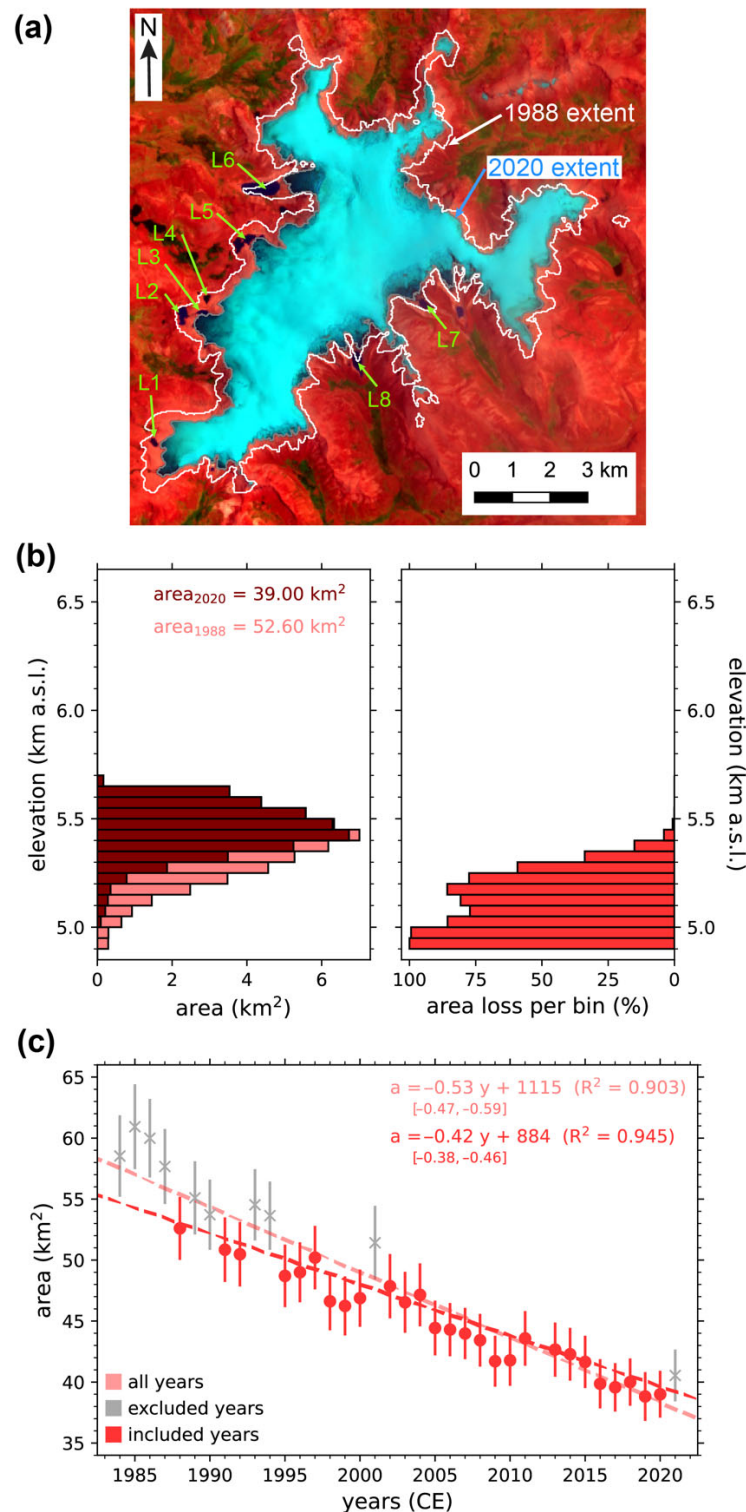 (a)
N
1988 extent
2020 extent
L6
L5
L4
L3
L2
L7
L1
L8
0 1 2 3 km
(b)
area2020 = 39.00 km²
area1988 = 52.60 km²
6.5
6.0
5.5
5.0
elevation (km a.s.l.)
0 2 4 6
area (km²)
6.5
6.0
5.5
5.0
elevation (km a.s.l.)
100 75 50 25 0
area loss per bin (%)
(c)
a =–0.53 y + 1115 (R² = 0.903)
[–0.47, –0.59]
a =–0.42 y + 884 (R² = 0.945)
[–0.38, –0.46]
65
60
55
50
45
40
35
area (km²)
all years
excluded years
included years
1985 1990 1995 2000 2005 2010 2015 2020
years (CE)